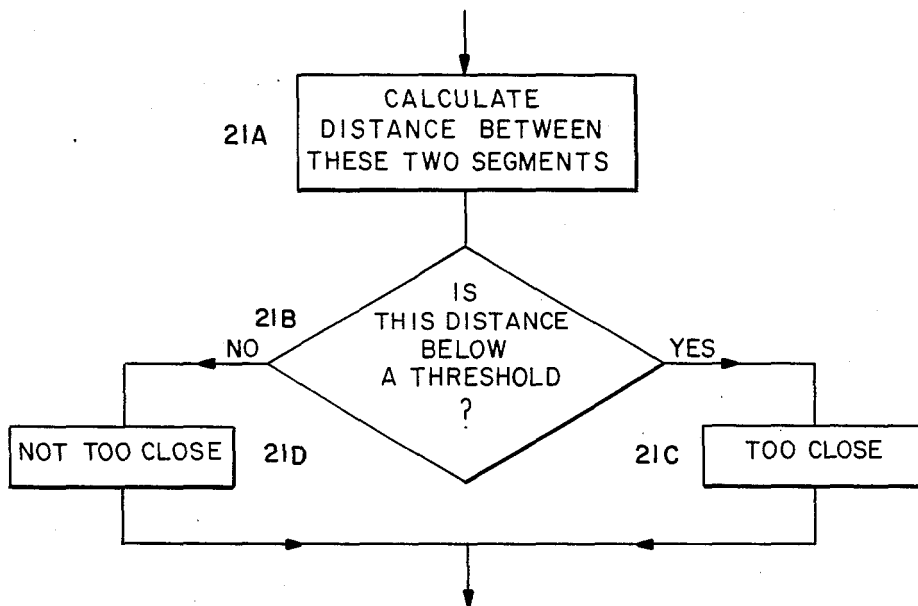 CALCULATE
21A DISTANCE BETWEEN
THESE TWO SEGMENTS
IS
21B THIS DISTANCE
NO BELOW YES
A THRESHOLD
?
NOT TOO CLOSE 21D 21C TOO CLOSE